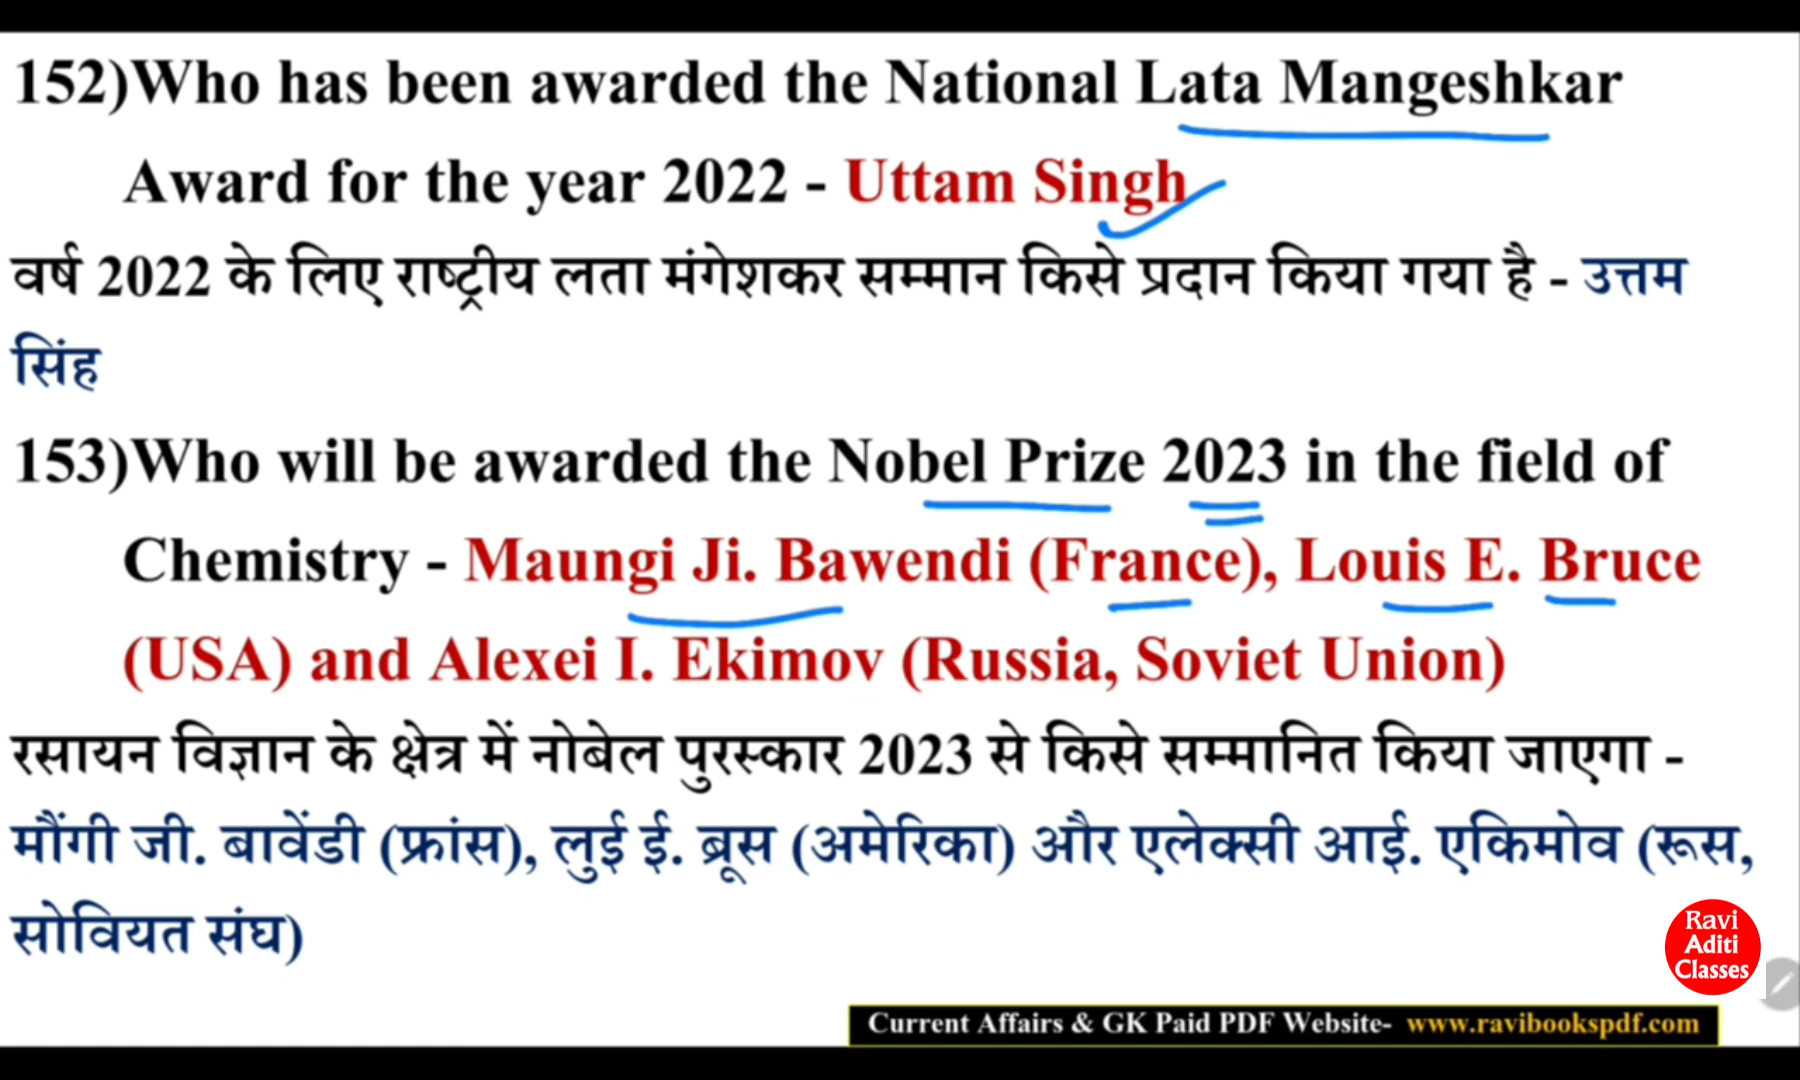 152)Who has been awarded the National Lata Mangeshkar
Award for the year 2022 - Uttam Singh
वर्ष 2022 के लिए राष्ट्रीय लता मंगेशकर सम्मान किसे प्रदान किया गया है - उत्तम
सिंह
153)Who will be awarded the Nobel Prize 2023 in the field of
Chemistry - Maungi Ji. Bawendi (France), Louis E. Bruce
(USA) and Alexei I. Ekimov (Russia, Soviet Union)
रसायन विज्ञान के क्षेत्र में नोबेल पुरस्कार 2023 से किसे सम्मानित किया जाएगा -
मौंगी जी. बावेंडी (फ्रांस), लुई ई. ब्रूस (अमेरिका) और एलेक्सी आई. एकिमोव (रूस,
सोवियत संघ)
Ravi
Aditi
Classes
Current Affairs & GK Paid PDF Website- www.ravibookspdf.com